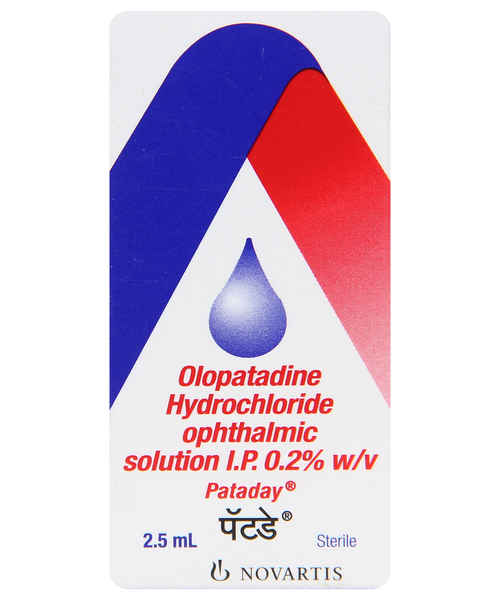 Olopatadine
Hydrochloride
ophthalmic
solution I.P. 0.2% w/v
Pataday®
पॅटडे®
2.5 mL
Sterile
NOVARTIS